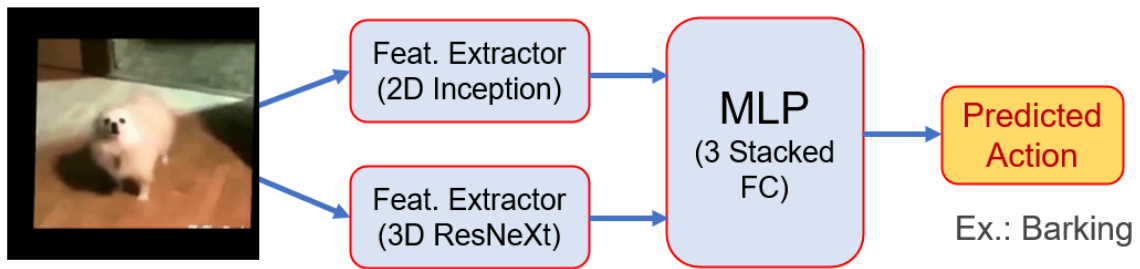 Feat. Extractor
(2D Inception)
Feat. Extractor
(3D ResNeXt)
MLP
(3 Stacked
FC)
Predicted
Action
Ex.: Barking